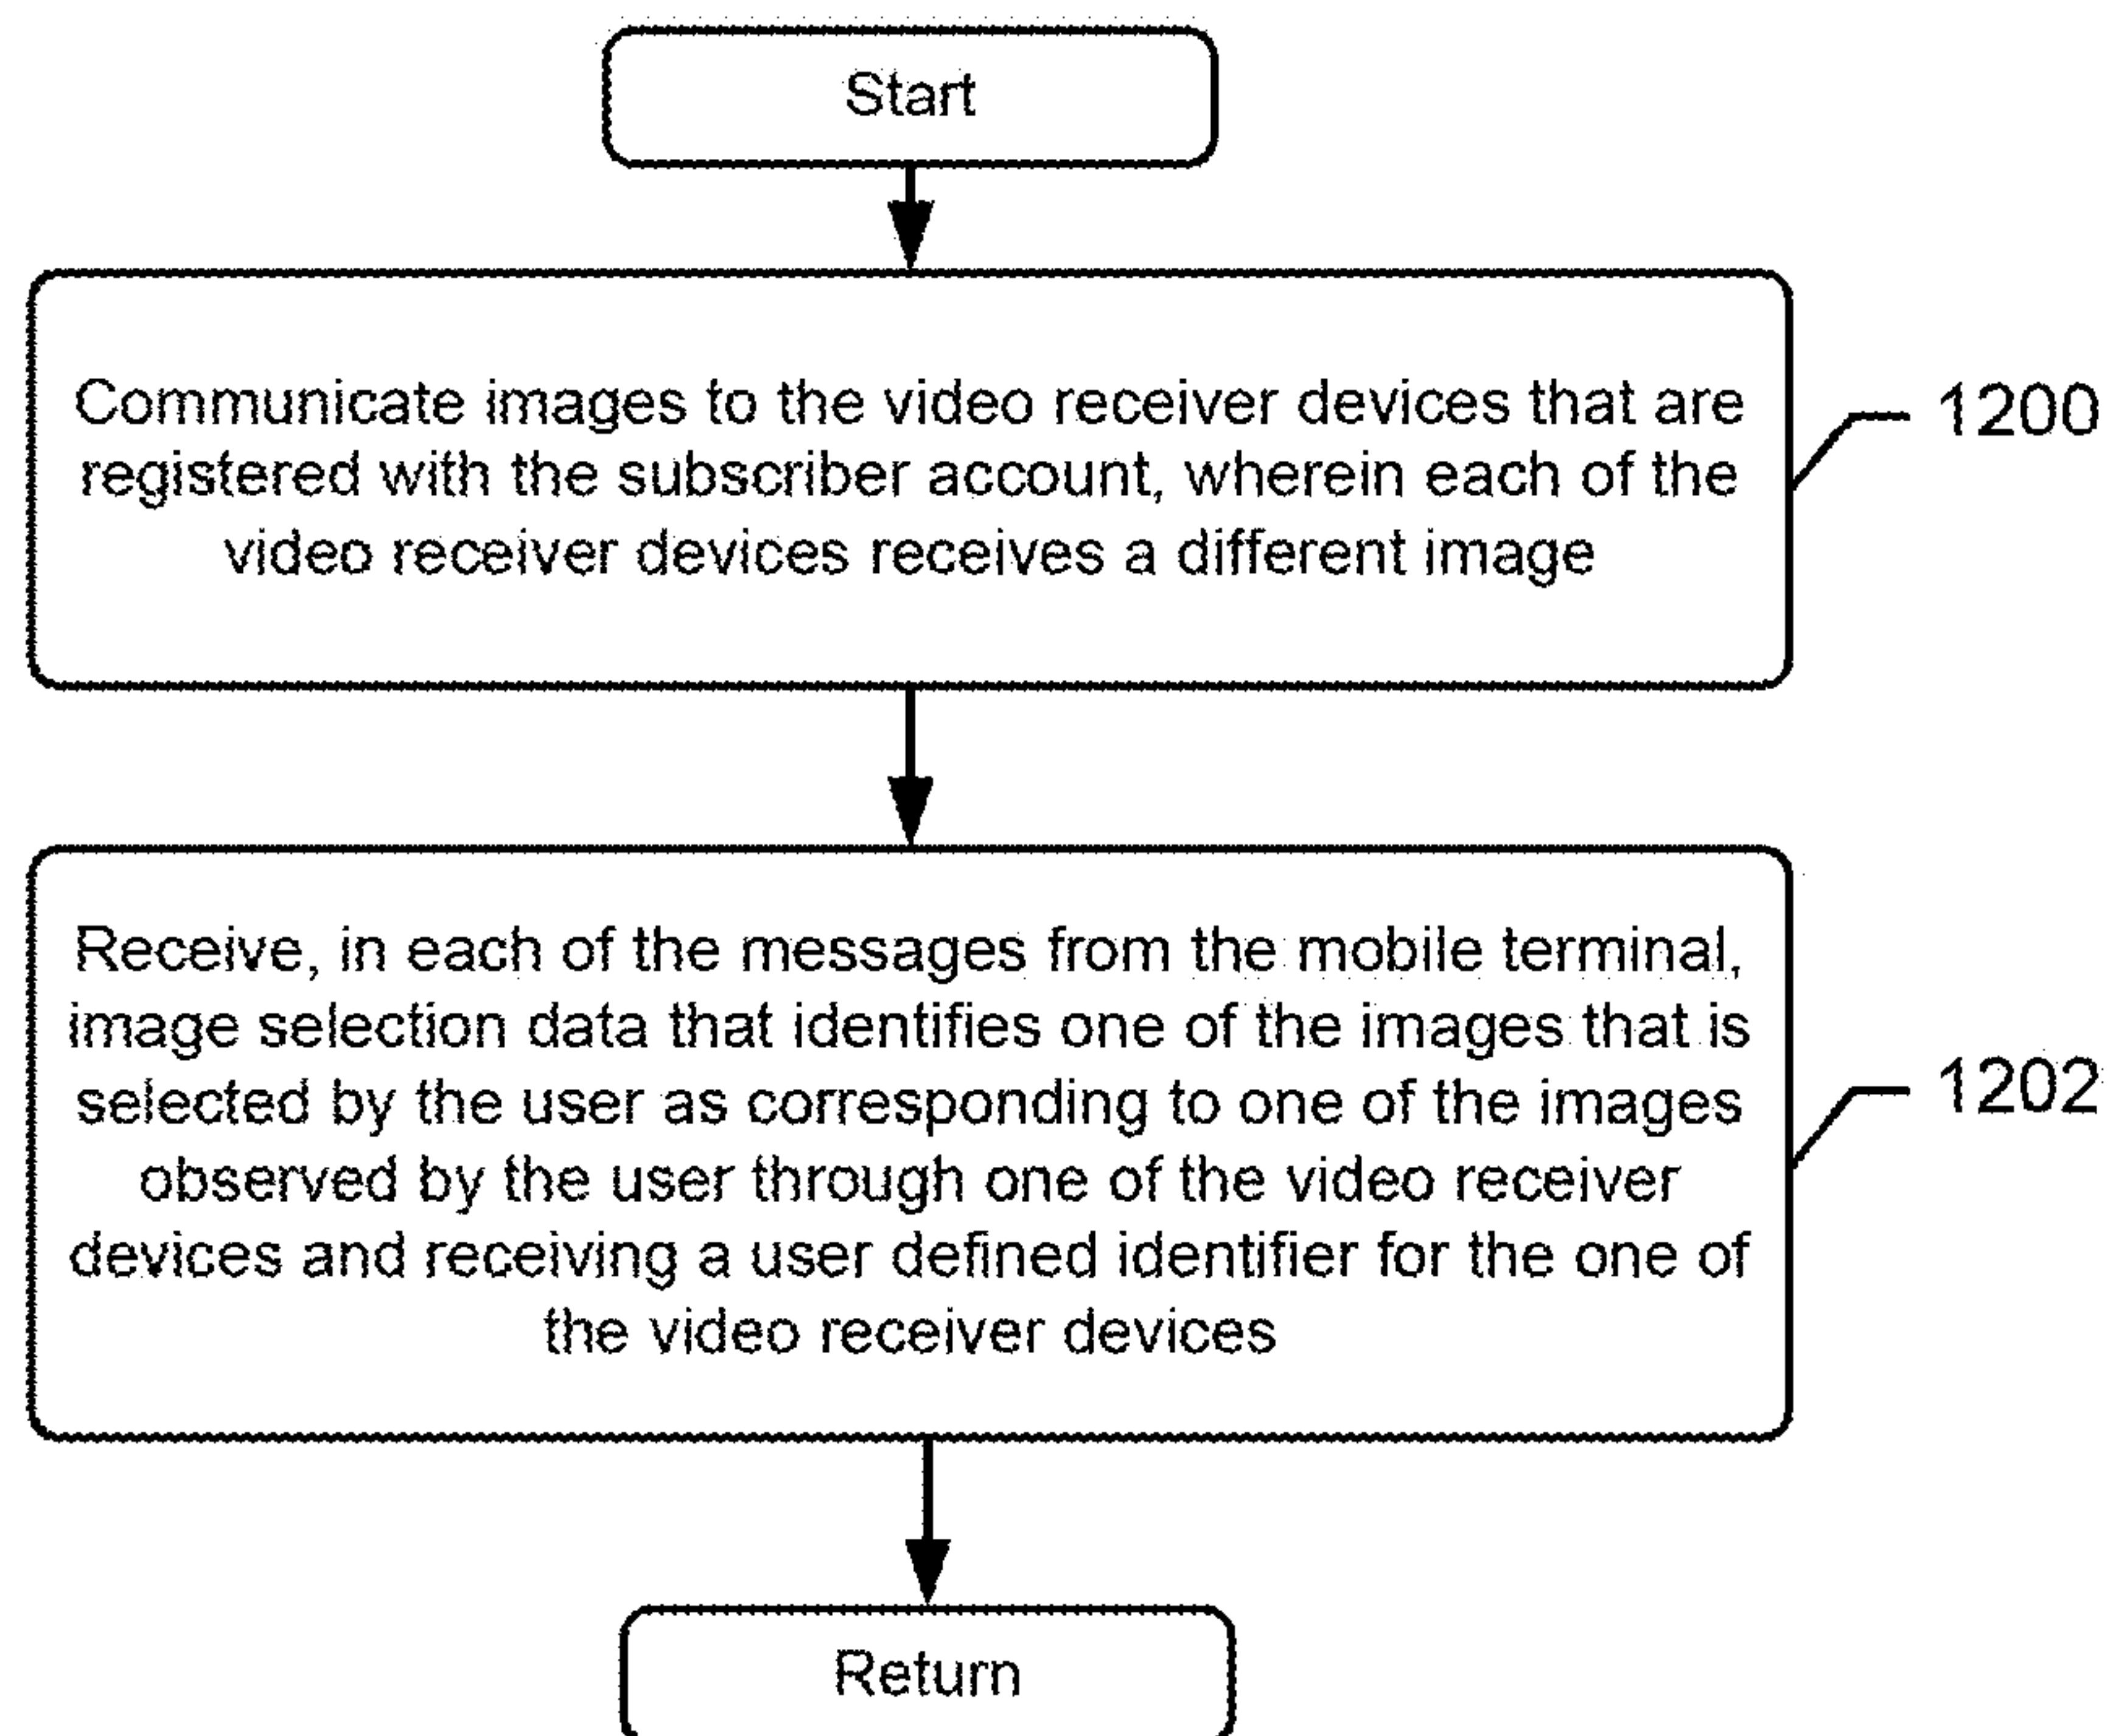 Start
Communicate images to the video receiver devices that are
registered with the subscriber account, wherein each of the
video receiver devices receives a different image
1200
Receive, in each of the messages from the mobile terminal,
image selection data that identifies one of the images that is
selected by the user as corresponding to one of the images
observed by the user through one of the video receiver
devices and receiving a user defined identifier for the one of
the video receiver devices
1202
Return